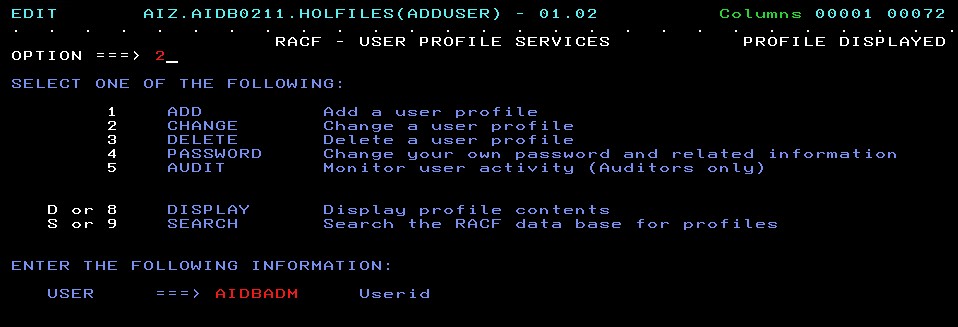 EDIT AIZ.AIDB0211.HOLFILES(ADDUSER) - 01.02 Columns 00001 00072
. . . . . . . . . . . . . . . . . . .
RACF - USER PROFILE SERVICES PROFILE DISPLAYED
OPTION ===> 2_
SELECT ONE OF THE FOLLOWING:
1 ADD Add a user profile
2 CHANGE Change a user profile
3 DELETE Delete a user profile
4 PASSWORD Change your own password and related information
5 AUDIT Monitor user activity (Auditors only)
D or 8 DISPLAY Display profile contents
S or 9 SEARCH Search the RACF data base for profiles
ENTER THE FOLLOWING INFORMATION:
USER ===> AIDBADM Userid